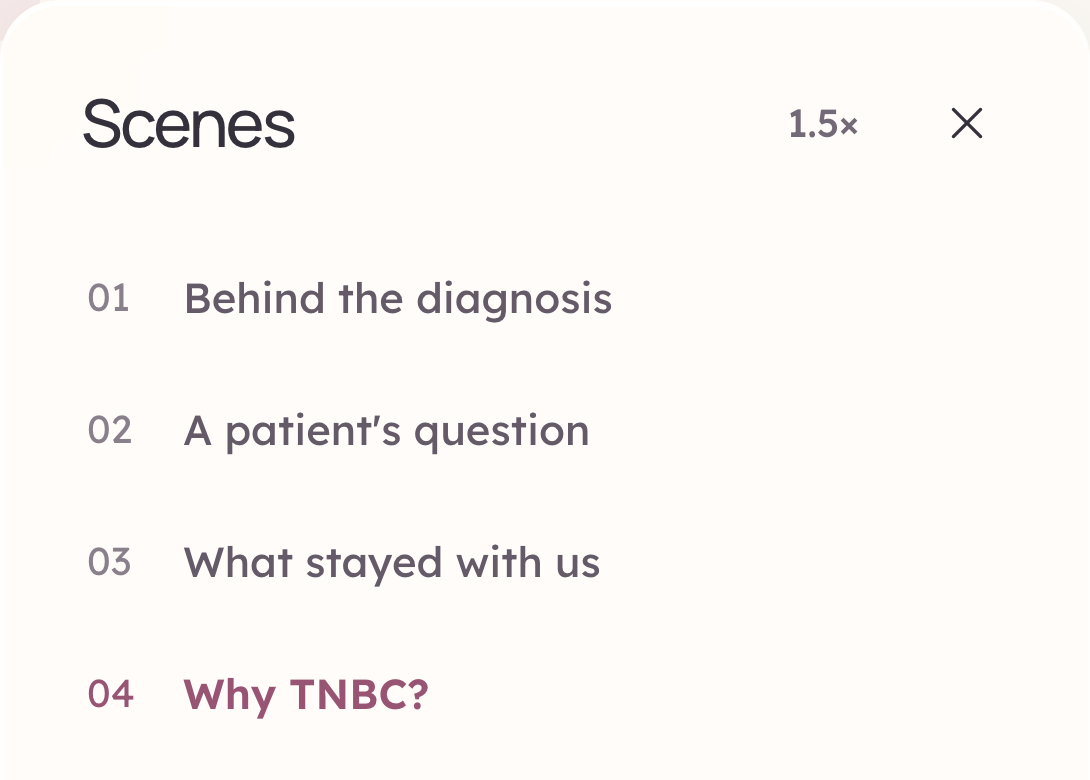 Scenes 1.5×
01 Behind the diagnosis
02 A patient's question
03 What stayed with us
04 Why TNBC?